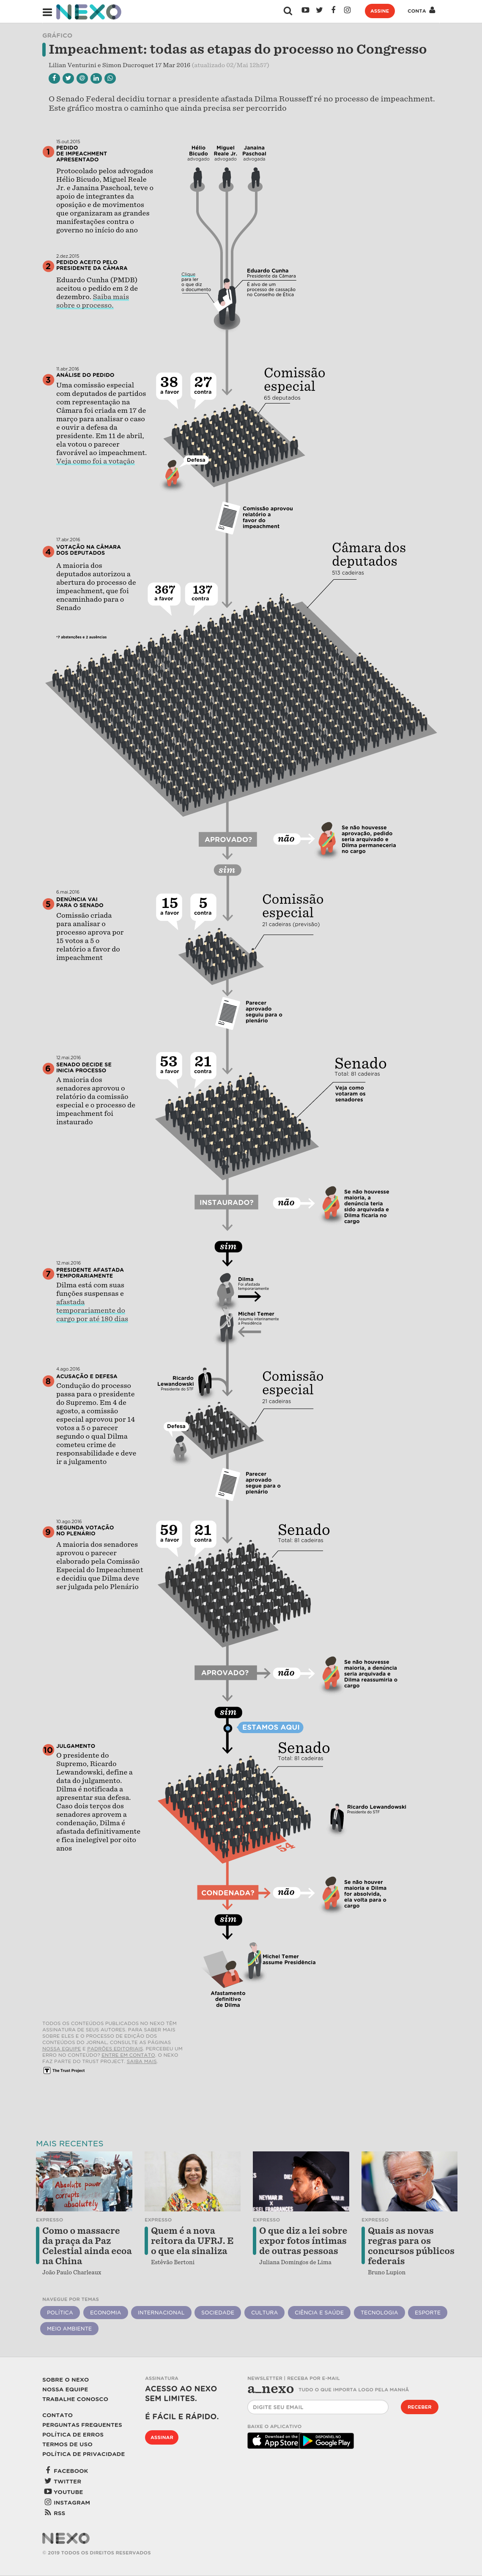 NEXO
ASSINE
CONTA
GRÁFICO
Impeachment: todas as etapas do processo no Congresso
Lilian Venturini e Simon Ducroquet 17 Mar 2016 (atualizado 02/Mai 12h57)
O Senado Federal decidiu tornar a presidente afastada Dilma Rousseff ré no processo de impeachment.
Este gráfico mostra o caminho que ainda precisa ser percorrido
15.out.2015
1
PEDIDO
DE IMPEACHMENT
APRESENTADO
Protocolado pelos advogados
Hélio Bicudo, Miguel Reale
Jr. e Janaina Paschoal, teve o
apoio de integrantes da
oposição e de movimentos
que organizaram as grandes
manifestações contra o
governo no início do ano
Hélio
Bicudo
advogado
Miguel
Reale Jr.
advogado
Janaina
Paschoal
advogada
2.dez.2015
2
PEDIDO ACEITO PELO
PRESIDENTE DA CÂMARA
Eduardo Cunha (PMDB)
aceitou o pedido em 2 de
dezembro. Saiba mais
sobre o processo.
Clique
para ler
o que diz
o documento
Eduardo Cunha
Presidente da Câmara
É alvo de um
processo de cassação
no Conselho de Ética
11.abr.2016
3
ANÁLISE DO PEDIDO
Uma comissão especial
com deputados de partidos
com representação na
Câmara foi criada em 17 de
março para analisar o caso
e ouvir a defesa da
presidente. Em 11 de abril,
ela votou o parecer
favorável ao impeachment.
Veja como foi a votação
38
a favor
27
contra
Comissão
especial
65 deputados
Defesa
Comissão aprovou
relatório a
favor do
impeachment
17.abr.2016
4
VOTAÇÃO NA CÂMARA
DOS DEPUTADOS
A maioria dos
deputados autorizou a
abertura do processo de
impeachment, que foi
encaminhado para o
Senado
*7 abstenções e 2 ausências
367
a favor
137
contra
Câmara dos
deputados
513 cadeiras
APROVADO?
não
Se não houvesse
aprovação, pedido
seria arquivado e
Dilma permaneceria
no cargo
sim
6.mai.2016
5
DENÚNCIA VAI
PARA O SENADO
Comissão criada
para analisar o
processo aprova por
15 votos a 5 o
relatório a favor do
impeachment
15
a favor
5
contra
Comissão
especial
21 cadeiras (previsão)
Parecer
aprovado
seguiu para o
plenário
12.mai.2016
6
SENADO DECIDE SE
INICIA PROCESSO
A maioria dos
senadores aprovou o
relatório da comissão
especial e o processo de
impeachment foi
instaurado
53
a favor
21
contra
Senado
Total: 81 cadeiras
Veja como
votaram os
senadores
INSTAURADO?
não
Se não houvesse
maioria, a
denúncia teria
sido arquivada e
Dilma ficaria no
cargo
sim
12.mai.2016
7
PRESIDENTE AFASTADA
TEMPORARIAMENTE
Dilma está com suas
funções suspensas e
afastada
temporariamente do
cargo por até 180 dias
Dilma
Foi afastada
temporariamente
Michel Temer
Assumiu interinamente
a Presidência
4.ago.2016
8
ACUSAÇÃO E DEFESA
Condução do processo
passa para o presidente
do Supremo. Em 4 de
agosto, a comissão
especial aprovou por 14
votos a 5 o parecer
segundo o qual Dilma
cometeu crime de
responsabilidade e deve
ir a julgamento
Ricardo
Lewandowski
Presidente do STF
Comissão
especial
21 cadeiras
Defesa
Parecer
aprovado
segue para o
plenário
10.ago.2016
9
SEGUNDA VOTAÇÃO
NO PLENÁRIO
A maioria dos senadores
aprovou o parecer
elaborado pela Comissão
Especial do Impeachment
e decidiu que Dilma deve
ser julgada pelo Plenário
59
a favor
21
contra
Senado
Total: 81 cadeiras
APROVADO?
não
Se não houvesse
maioria, a denúncia
seria arquivada e
Dilma reassumiria o
cargo
sim
ESTAMOS AQUI
10
JULGAMENTO
O presidente do
Supremo, Ricardo
Lewandowski, define a
data do julgamento.
Dilma é notificada a
apresentar sua defesa.
Caso dois terços dos
senadores aprovem a
condenação, Dilma é
afastada definitivamente
e fica inelegível por oito
anos
Senado
Total: 81 cadeiras
Ricardo Lewandowski
Presidente do STF
54
CONDENADA?
não
Se não houver
maioria e Dilma
for absolvida,
ela volta para o
cargo
sim
Michel Temer
assume Presidência
Afastamento
definitivo
de Dilma
TODOS OS CONTEÚDOS PUBLICADOS NO NEXO TÊM
ASSINATURA DE SEUS AUTORES. PARA SABER MAIS
SOBRE ELES E O PROCESSO DE EDIÇÃO DOS
CONTEÚDOS DO JORNAL, CONSULTE AS PÁGINAS
NOSSA EQUIPE E PADRÕES EDITORIAIS. PERCEBEU UM
ERRO NO CONTEÚDO? ENTRE EM CONTATO. O NEXO
FAZ PARTE DO TRUST PROJECT. SAIBA MAIS.
The Trust Project
MAIS RECENTES
Absolute power
corrupts
absolutely
EXPRESSO
Como o massacre
da praça da Paz
Celestial ainda ecoa
na China
João Paulo Charleaux
EXPRESSO
Quem é a nova
reitora da UFRJ. E
o que ela sinaliza
Estêvão Bertoni
EXPRESSO
O que diz a lei sobre
expor fotos íntimas
de outras pessoas
Juliana Domingos de Lima
EXPRESSO
Quais as novas
regras para os
concursos públicos
federais
Bruno Lupion
NAVEGUE POR TEMAS
POLÍTICA
ECONOMIA
INTERNACIONAL
SOCIEDADE
CULTURA
CIÊNCIA E SAÚDE
TECNOLOGIA
ESPORTE
MEIO AMBIENTE
SOBRE O NEXO
NOSSA EQUIPE
TRABALHE CONOSCO
CONTATO
PERGUNTAS FREQUENTES
POLÍTICA DE ERROS
TERMOS DE USO
POLÍTICA DE PRIVACIDADE
FACEBOOK
TWITTER
YOUTUBE
INSTAGRAM
RSS
ASSINATURA
ACESSO AO NEXO
SEM LIMITES.
É FÁCIL E RÁPIDO.
ASSINAR
NEWSLETTER | RECEBA POR E-MAIL
a_nexo TUDO O QUE IMPORTA LOGO PELA MANHÃ
DIGITE SEU EMAIL
RECEBER
BAIXE O APLICATIVO
Download on the
App Store
DISPONÍVEL NO
Google Play
NEXO
© 2019 TODOS OS DIREITOS RESERVADOS